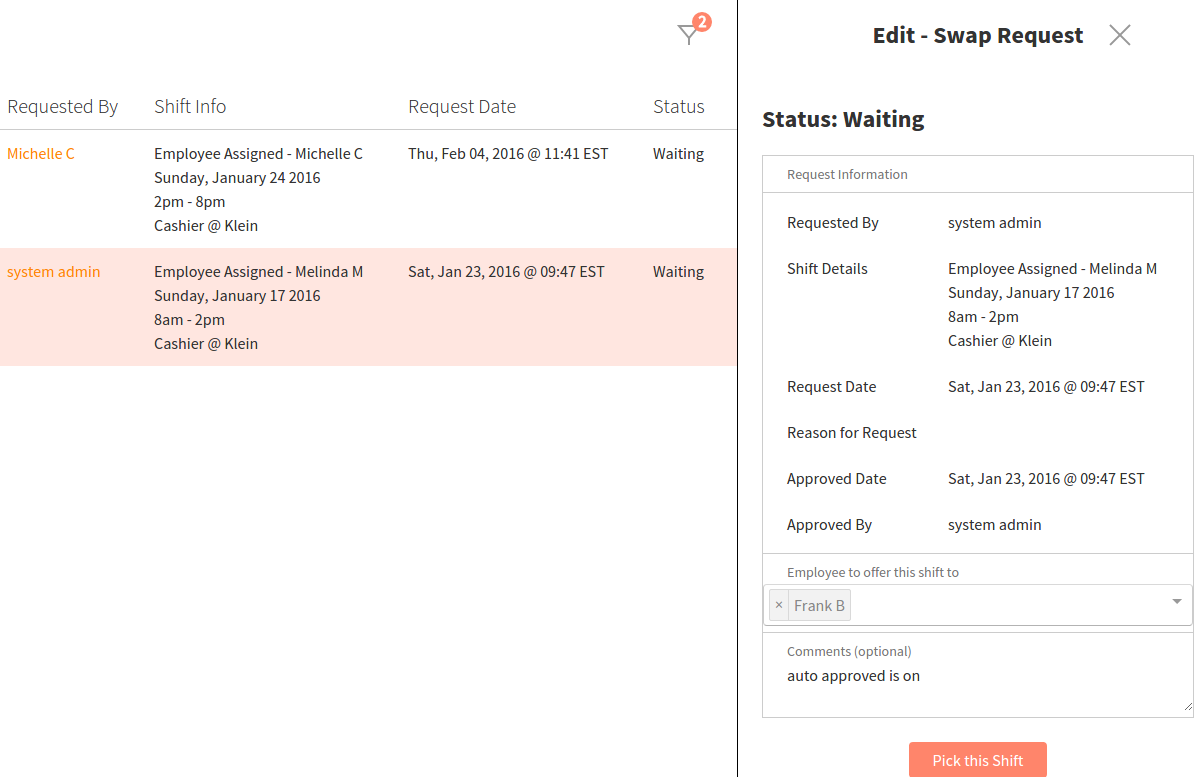 2
Requested By Shift Info Request Date Status
Michelle C Employee Assigned - Michelle C Thu, Feb 04, 2016 @ 11:41 EST Waiting
Sunday, January 24 2016
2pm - 8pm
Cashier @ Klein
system admin Employee Assigned - Melinda M Sat, Jan 23, 2016 @ 09:47 EST Waiting
Sunday, January 17 2016
8am - 2pm
Cashier @ Klein
Edit - Swap Request
Status: Waiting
Request Information
Requested By system admin
Shift Details Employee Assigned - Melinda M
Sunday, January 17 2016
8am - 2pm
Cashier @ Klein
Request Date Sat, Jan 23, 2016 @ 09:47 EST
Reason for Request
Approved Date Sat, Jan 23, 2016 @ 09:47 EST
Approved By system admin
Employee to offer this shift to
× Frank B
Comments (optional)
auto approved is on
Pick this Shift